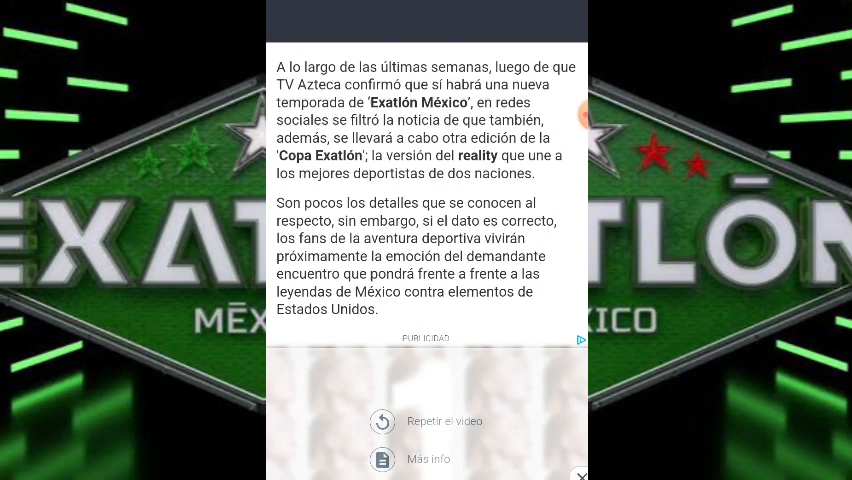 A lo largo de las últimas semanas, luego de que
TV Azteca confirmó que sí habrá una nueva
temporada de ‘Exatlón México’, en redes
sociales se filtró la noticia de que también,
además, se llevará a cabo otra edición de la
'Copa Exatlón'; la versión del reality que une a
los mejores deportistas de dos naciones.
Son pocos los detalles que se conocen al
respecto, sin embargo, si el dato es correcto,
los fans de la aventura deportiva vivirán
próximamente la emoción del demandante
encuentro que pondrá frente a frente a las
leyendas de México contra elementos de
Estados Unidos.
PUBLICIDAD
Repetir el video
Más info
EXAT
TLŌN
MĒX
XICO